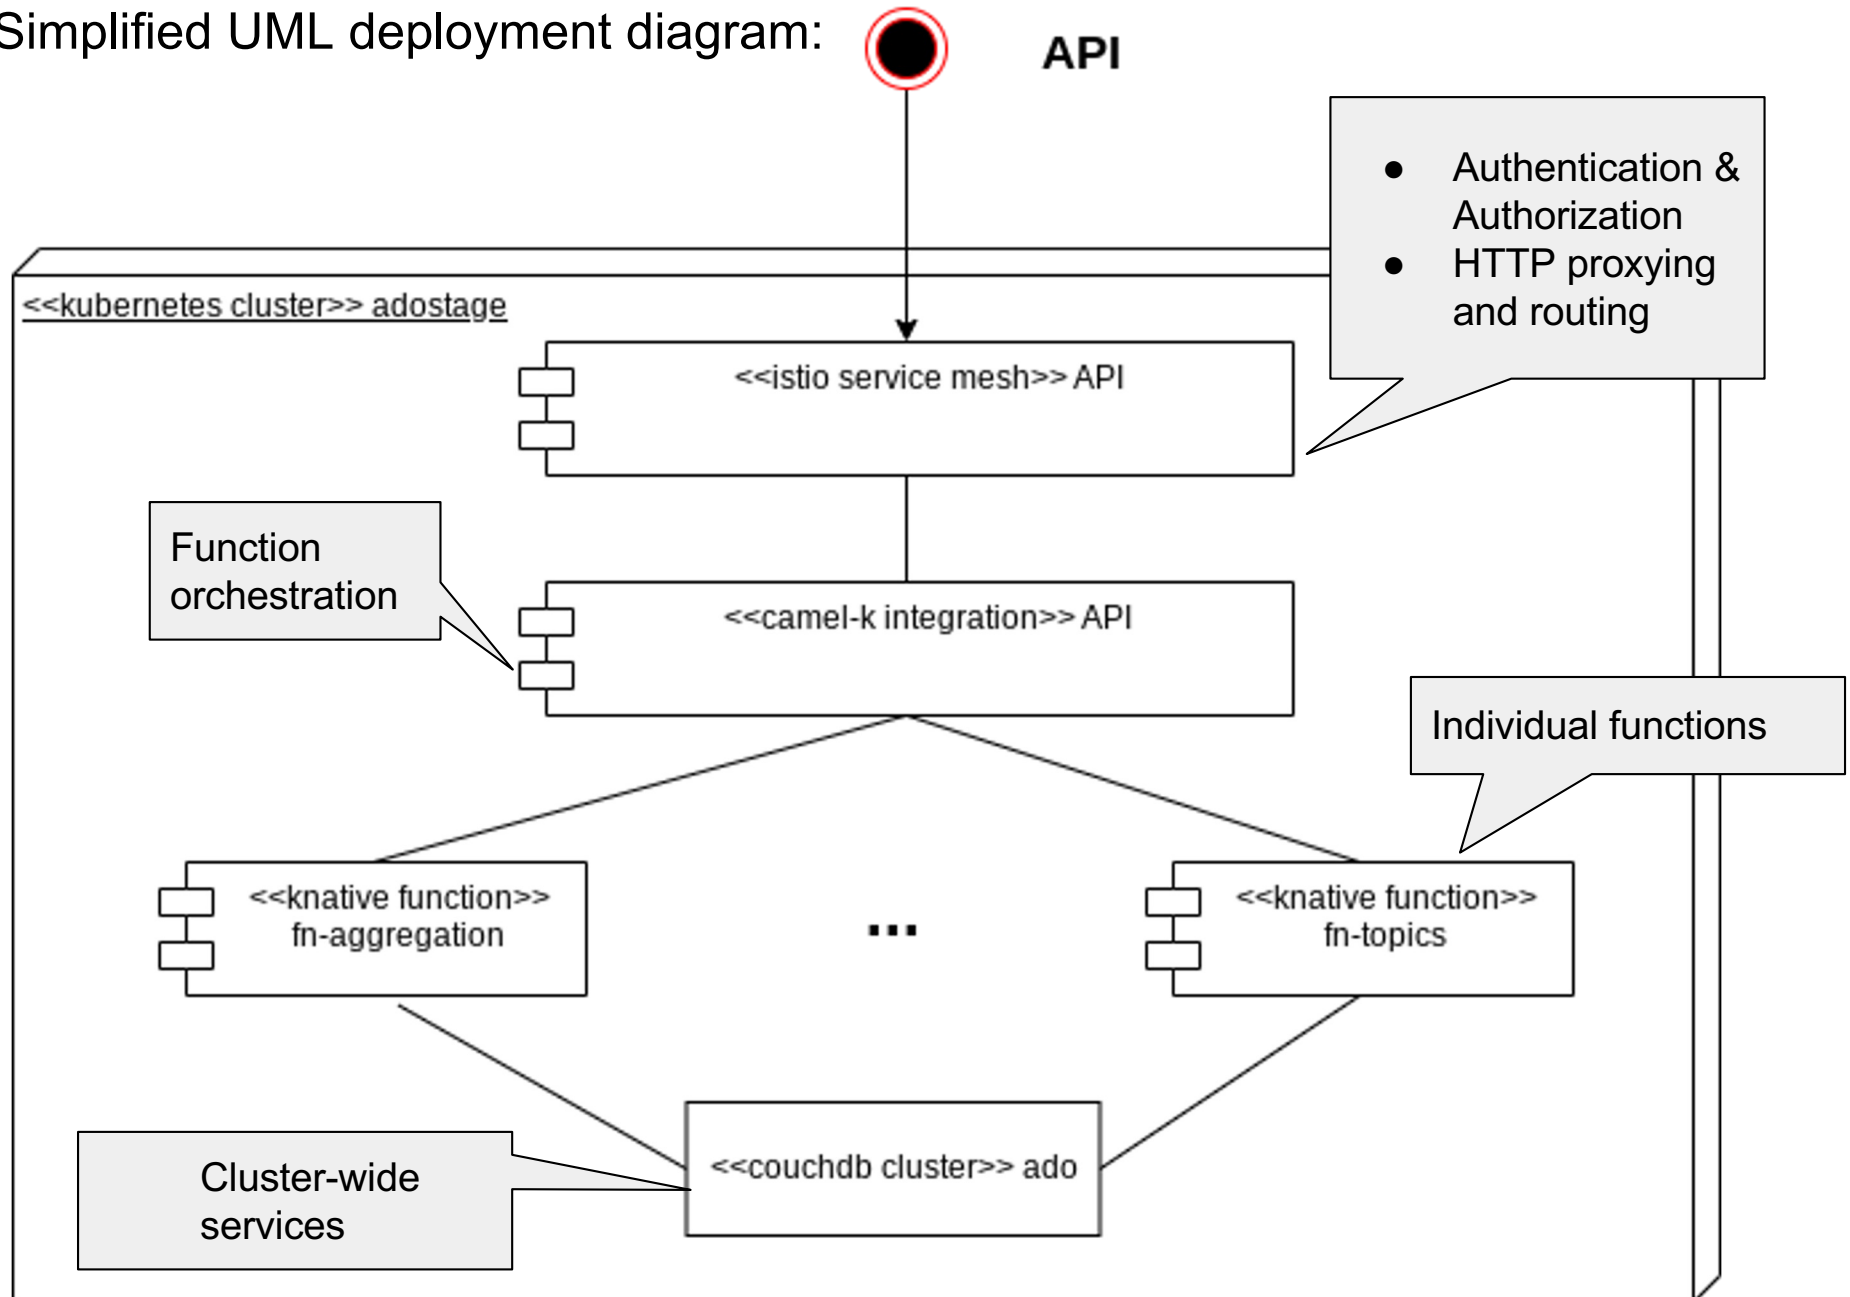 Simplified UML deployment diagram:
API
● Authentication &
Authorization
● HTTP proxying
and routing
<<kubernetes cluster>> adostage
<<istio service mesh>> API
Function
orchestration
<<camel-k integration>> API
Individual functions
<<knative function>>
fn-aggregation
...
<<knative function>>
fn-topics
<<couchdb cluster>> ado
Cluster-wide
services